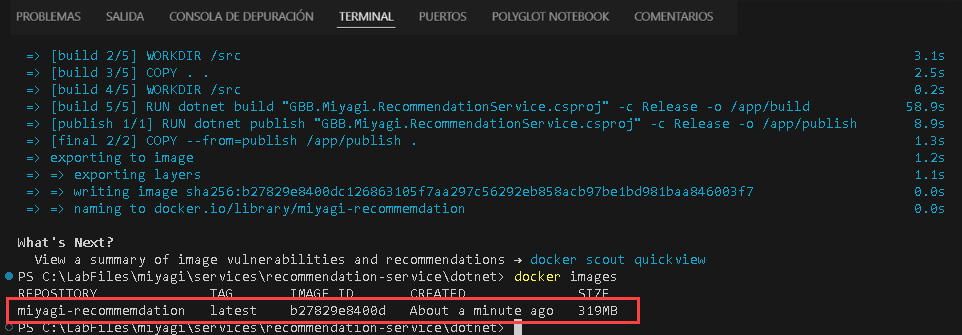 PROBLEMAS SALIDA CONSOLA DE DEPURACIÓN TERMINAL PUERTOS POLYGLOT NOTEBOOK COMENTARIOS
=> [build 2/5] WORKDIR /src 3.1s
=> [build 3/5] COPY . . 2.5s
=> [build 4/5] WORKDIR /src 0.2s
=> [build 5/5] RUN dotnet build "GBB.Miyagi.RecommendationService.csproj" -c Release -o /app/build 58.9s
=> [publish 1/1] RUN dotnet publish "GBB.Miyagi.RecommendationService.csproj" -c Release -o /app/publish 8.9s
=> [final 2/2] COPY --from=publish /app/publish . 1.3s
=> exporting to image 1.2s
=> => exporting layers 1.1s
=> => writing image sha256:b27829e8400dc126863105f7aa297c56292eb858acb97be1bd981baa846003f7 0.0s
=> => naming to docker.io/library/miyagi-recommemdation 0.0s
What's Next?
View a summary of image vulnerabilities and recommendations → docker scout quickview
PS C:\LabFiles\miyagi\services\recommendation-service\dotnet> docker images
REPOSITORY TAG IMAGE ID CREATED SIZE
miyagi-recommemdation latest b27829e8400d About a minute ago 319MB
PS C:\LabFiles\miyagi\services\recommendation-service\dotnet>